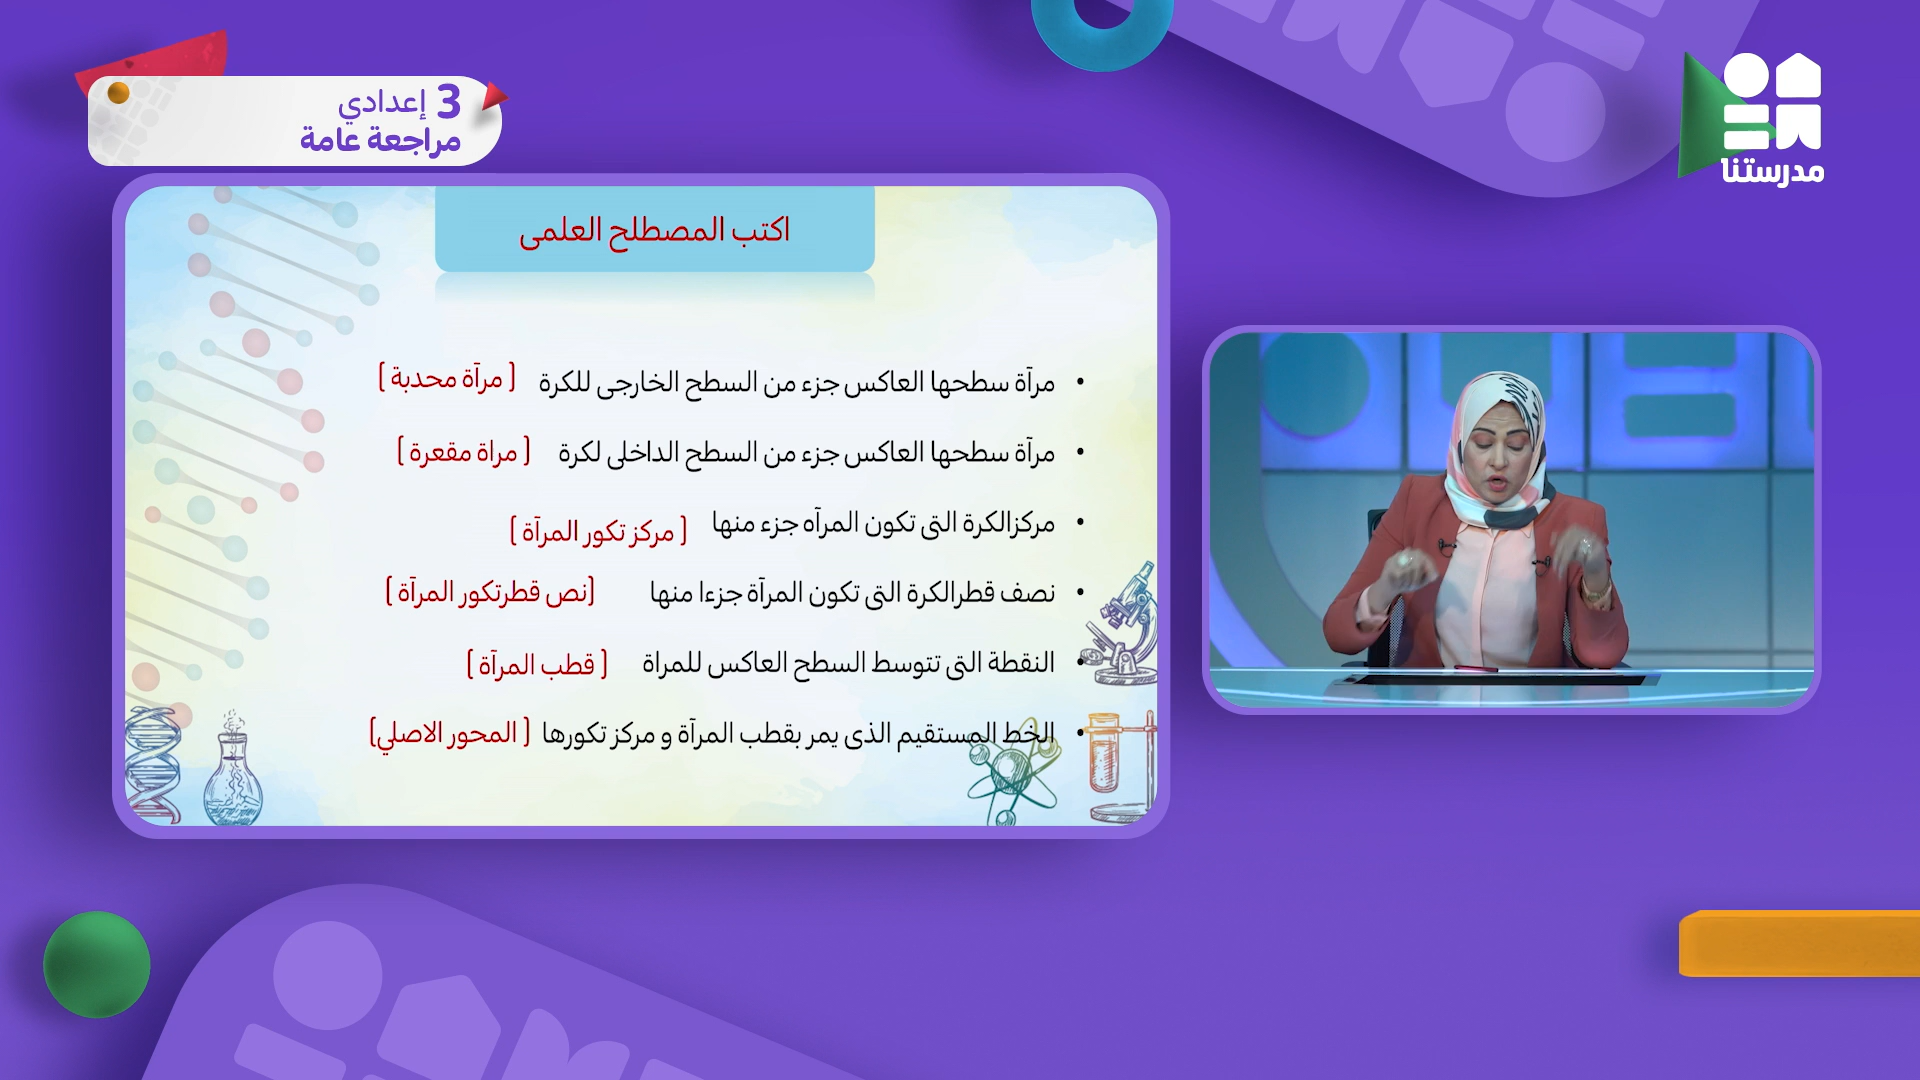 3 إعدادي
مراجعة عامة
مدرستنا
اكتب المصطلح العلمى
• مرآة سطحها العاكس جزء من السطح الخارجى للكرة [ مرآة محدبة ]
• مرآة سطحها العاكس جزء من السطح الداخلى لكرة [ مراة مقعرة ]
• مركزالكرة التى تكون المرآه جزء منها [ مركز تكور المرآة ]
• نصف قطرالكرة التى تكون المرآة جزءا منها [نص قطرتكور المرآة ]
• النقطة التى تتوسط السطح العاكس للمراة [ قطب المرآة ]
• الخط المستقيم الذى يمر بقطب المرآة و مركز تكورها [ المحور الاصلي]